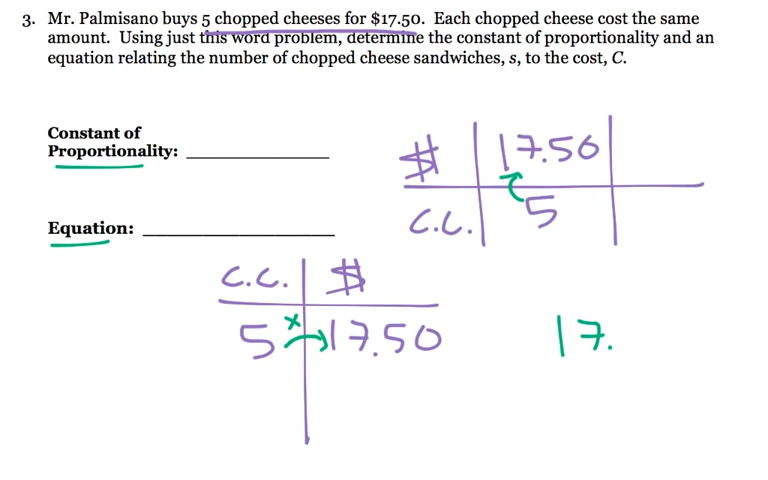 3. Mr. Palmisano buys 5 chopped cheeses for $17.50. Each chopped cheese cost the same
amount. Using just this word problem, determine the constant of proportionality and an
equation relating the number of chopped cheese sandwiches, s, to the cost, C.
Constant of
Proportionality: ____________
$ 17.50
Equation: ____________
C.C. 5
C.C. $
5 x 17.50
17.